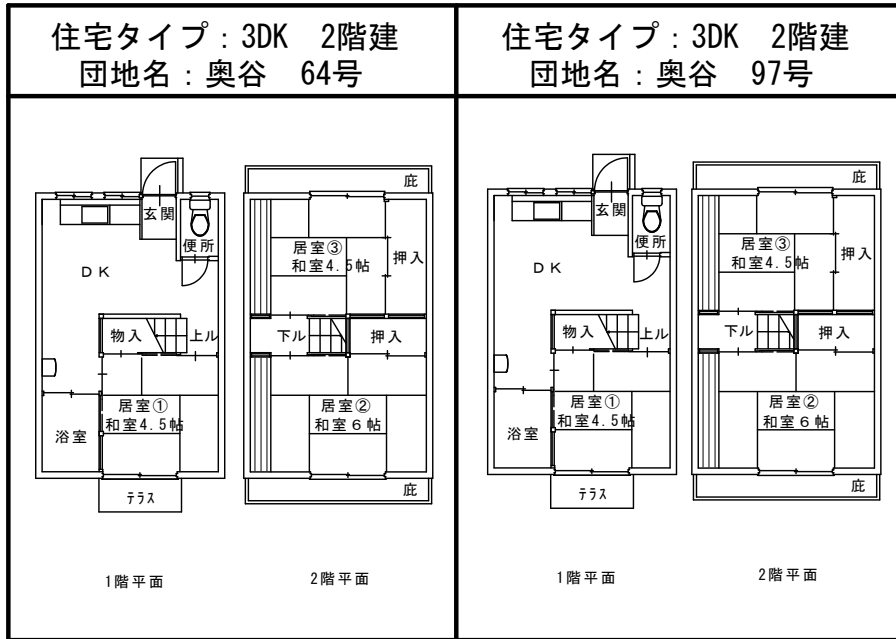 住宅タイプ：3DK　2階建
団地名：奥谷　64号
庇
玄関
便所
居室③
和室4.5帖
押入
ＤＫ
物入
上ル
下ル
押入
居室①
和室4.5帖
居室②
和室６帖
浴室
テラス
庇
1階平面
2階平面
住宅タイプ：3DK　2階建
団地名：奥谷　97号
庇
玄関
便所
居室③
和室4.5帖
押入
ＤＫ
物入
上ル
下ル
押入
居室①
和室4.5帖
居室②
和室６帖
浴室
テラス
庇
1階平面
2階平面